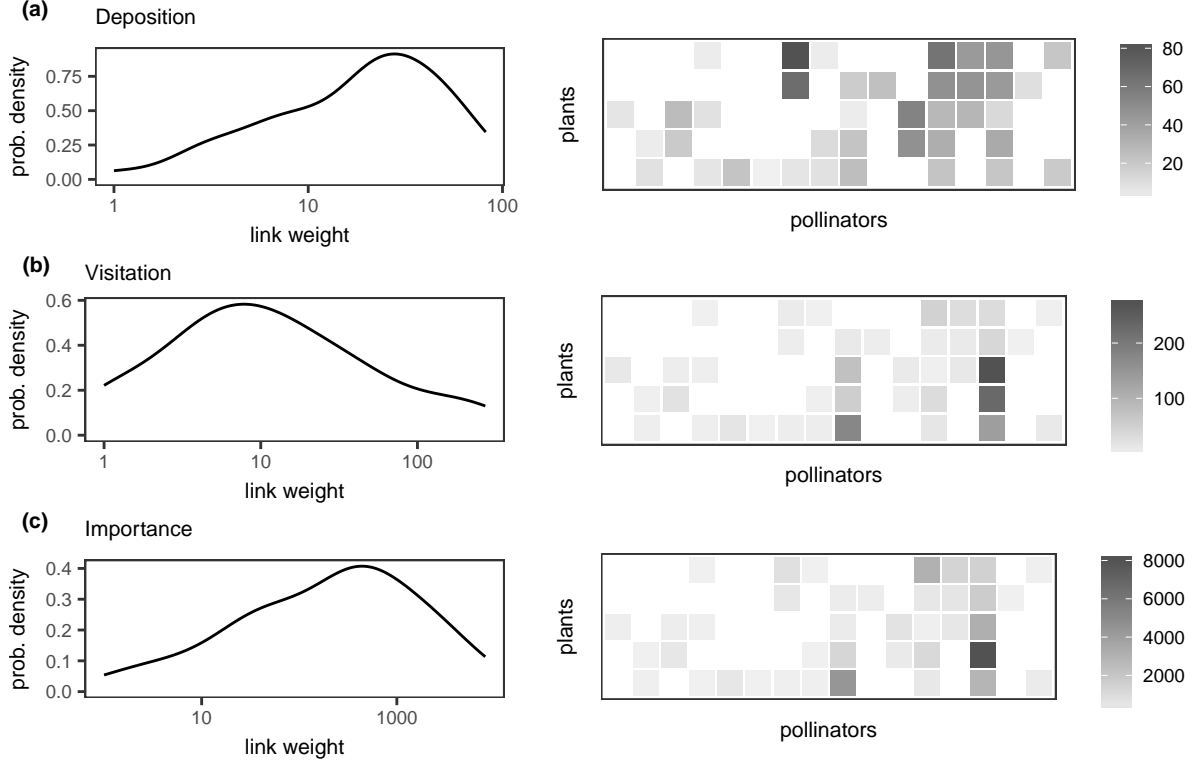 (a)
Deposition
prob. density
0.75
0.50
0.25
0.00
1
10
100
link weight
plants
pollinators
80
60
40
20
(b)
Visitation
prob. density
0.6
0.4
0.2
0.0
1
10
100
link weight
plants
pollinators
200
100
(c)
Importance
prob. density
0.4
0.3
0.2
0.1
0.0
10
1000
link weight
plants
pollinators
8000
6000
4000
2000